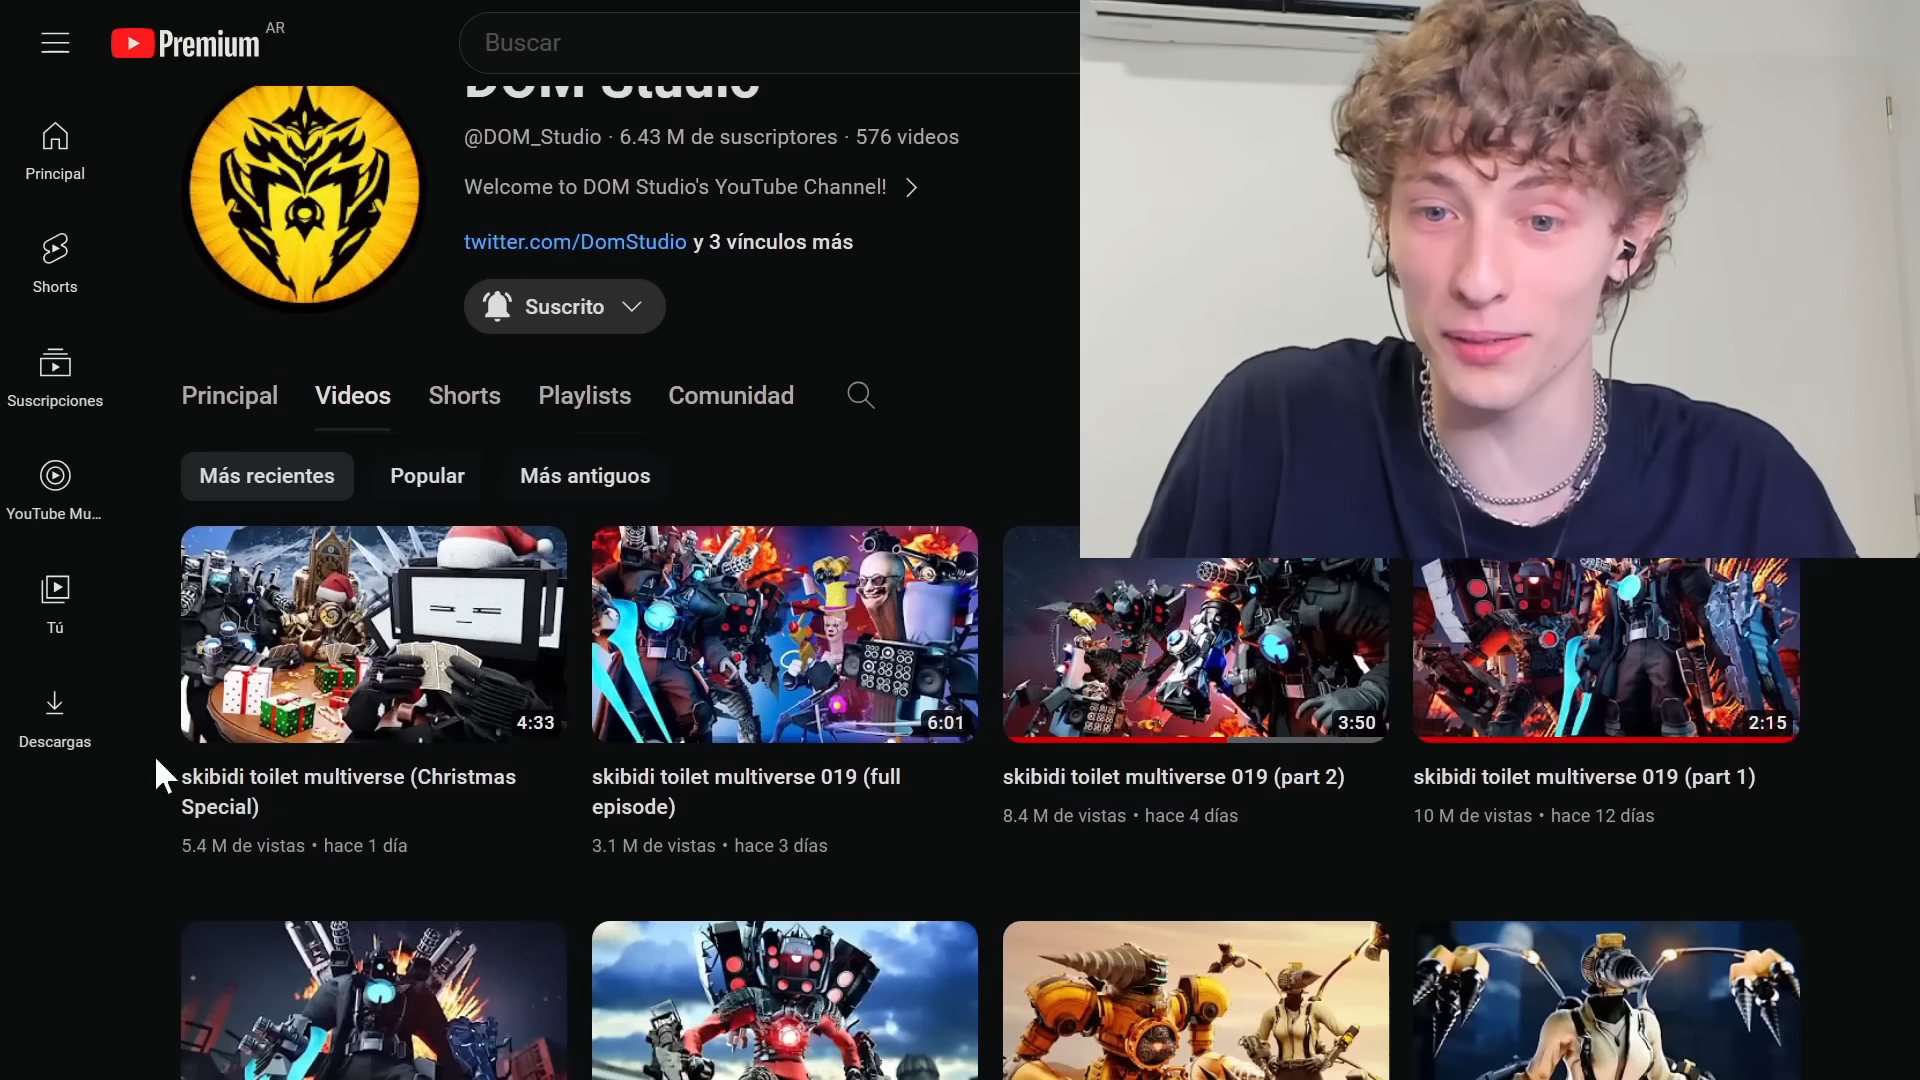 Premium AR
Buscar
DOM Studio
@DOM_Studio · 6.43 M de suscriptores · 576 videos
Welcome to DOM Studio's YouTube Channel!
twitter.com/DomStudio y 3 vínculos más
Suscrito
Principal
Shorts
Suscripciones
YouTube Mu...
Tú
Descargas
Principal Videos Shorts Playlists Comunidad
Más recientes Popular Más antiguos
4:33
6:01
3:50
2:15
skibidi toilet multiverse (Christmas
Special)
5.4 M de vistas • hace 1 día
skibidi toilet multiverse 019 (full
episode)
3.1 M de vistas • hace 3 días
skibidi toilet multiverse 019 (part 2)
8.4 M de vistas • hace 4 días
skibidi toilet multiverse 019 (part 1)
10 M de vistas • hace 12 días